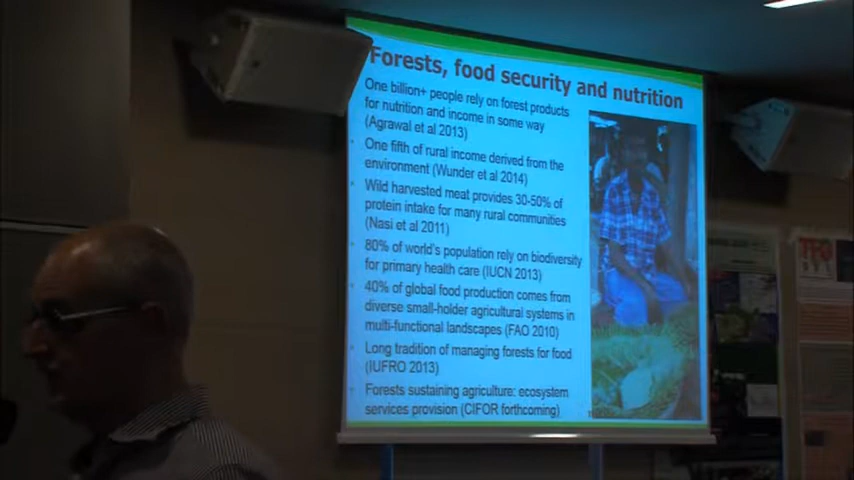 Forests, food security and nutrition
One billion+ people rely on forest products
for nutrition and income in some way
(Agrawal et al 2013)
• One fifth of rural income derived from the
environment (Wunder et al 2014)
• Wild harvested meat provides 30-50% of
protein intake for many rural communities
(Nasi et al 2011)
• 80% of world's population rely on biodiversity
for primary health care (IUCN 2013)
• 40% of global food production comes from
diverse small-holder agricultural systems in
multi-functional landscapes (FAO 2010)
• Long tradition of managing forests for food
(IUFRO 2013)
• Forests sustaining agriculture: ecosystem
services provision (CIFOR forthcoming)